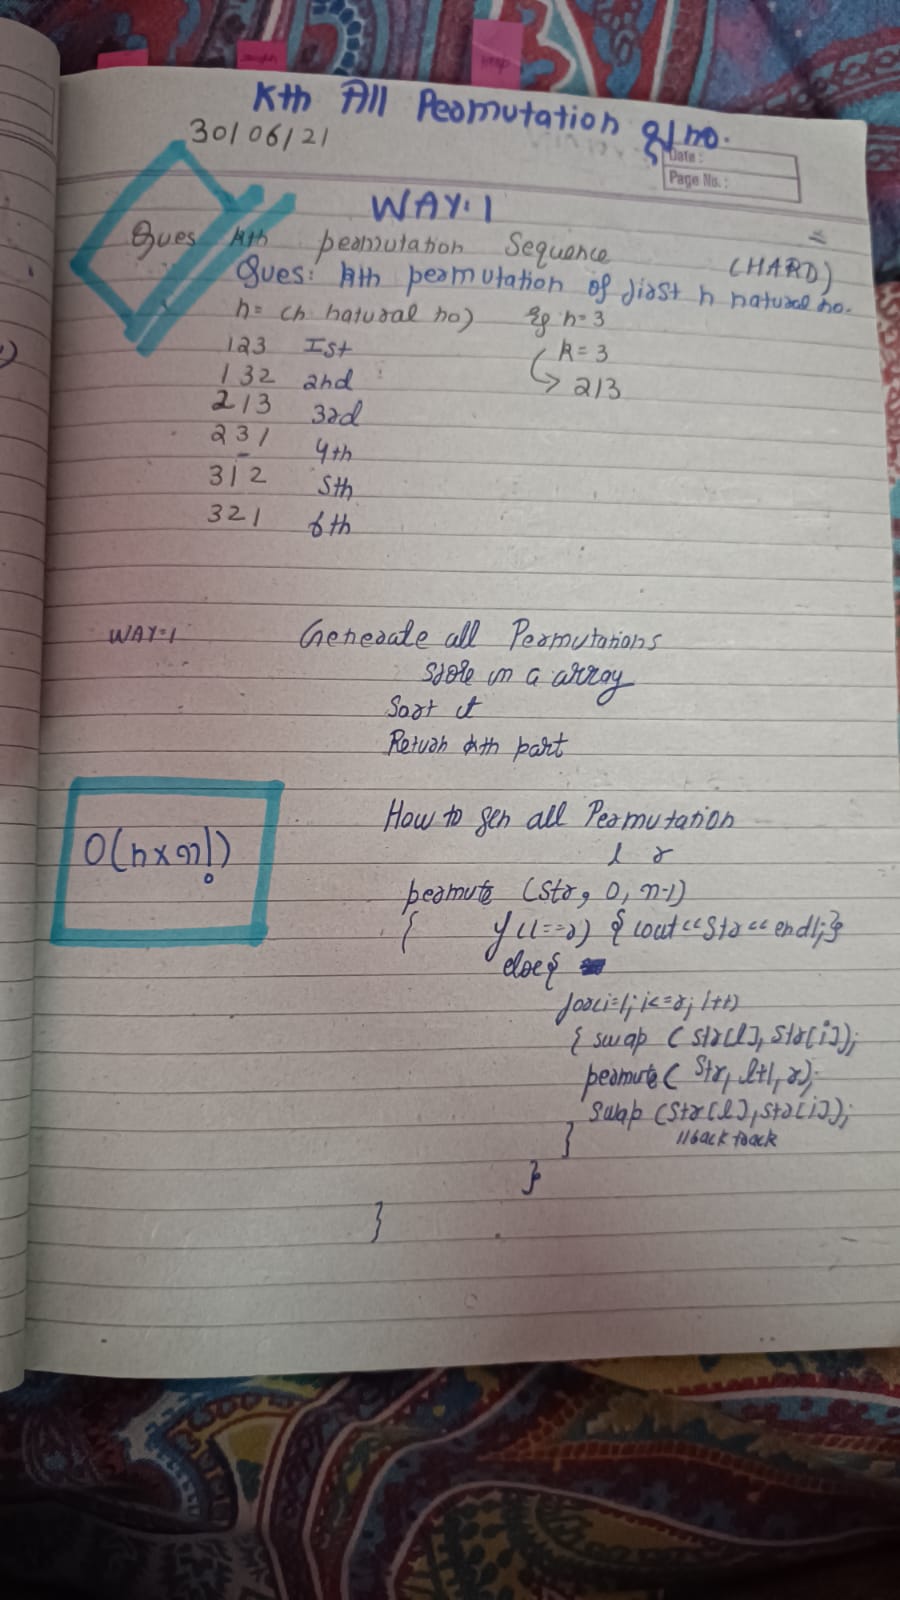 Kth All Permutation of no.
30/06/21
Date :
Page No. :
WAY:1
Ques kth permutation Sequence (HARD)
Ques: kth permutation of first n natural no.
n = (n natural no) Eg n=3
123 Ist k=3
132 2nd → 213
213 3rd
231 4th
312 5th
321 6th
WAY:1 Generate all Permutations
store in a array
Sort it
Return kth part
How to gen all Permutation
O(n×n!)
l r
permute (str, 0, n-1)
{ if (l==r) {cout<<str<<endl;}
else{
for(i=l; i<=r; i++)
{ swap (str[l], str[i]);
permute( str, l+1, r);
swap (str[l], str[i]);
} //back track
}
}